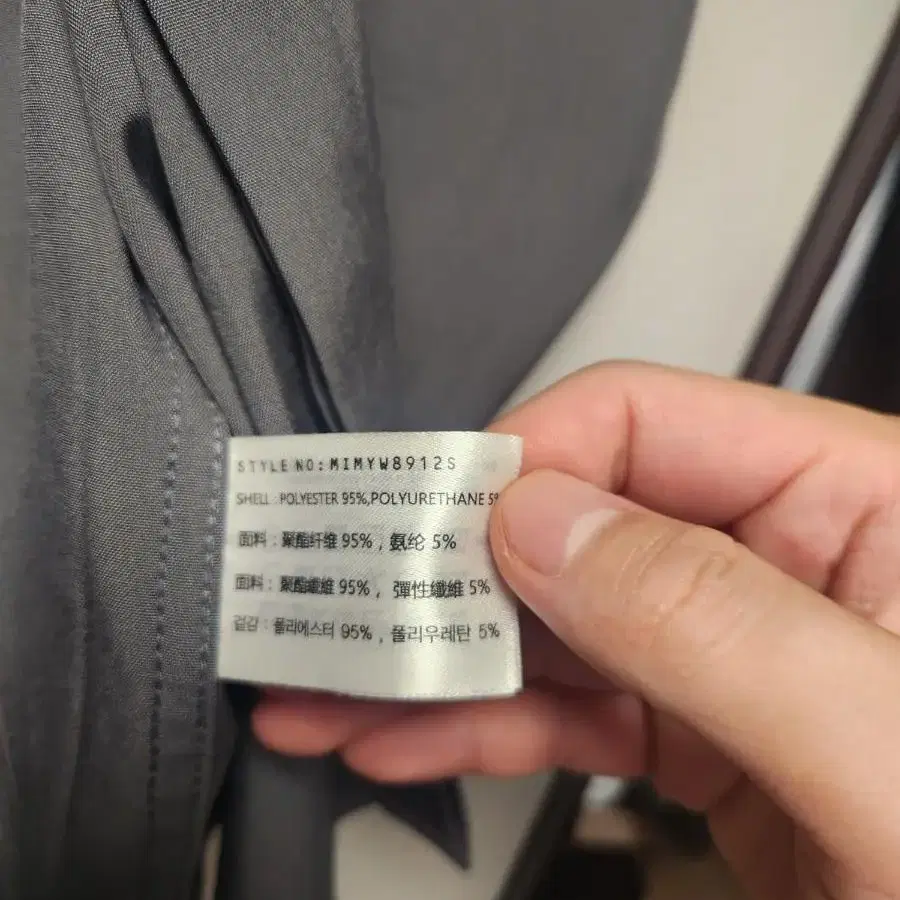 STYLE NO: MIMYW8912S
SHELL : POLYESTER 95%,POLYURETHANE 5%
面料 : 聚酯纤维 95% , 氨纶 5%
面料 : 聚酯纖維 95% , 彈性纖維 5%
겉감 : 폴리에스터 95% , 폴리우레탄 5%